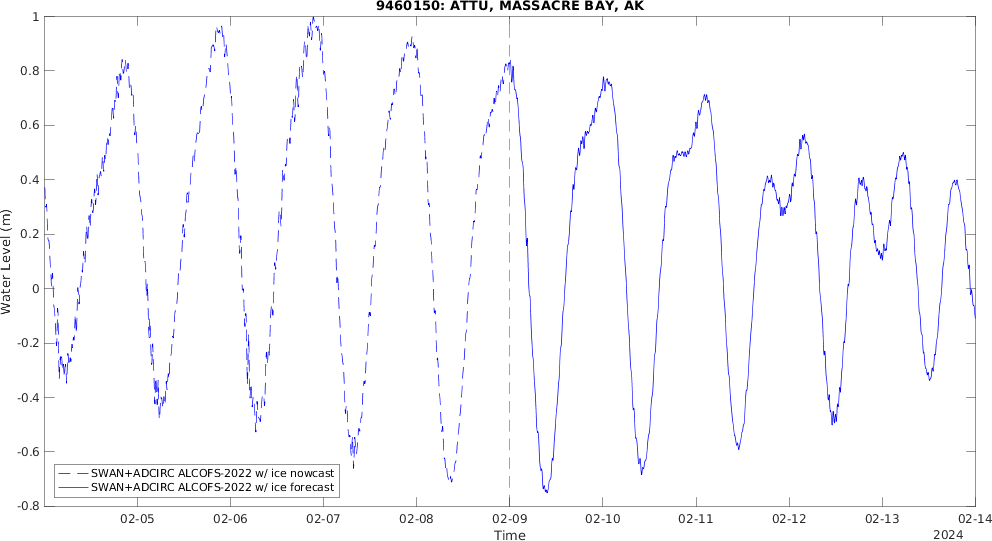 9460150: ATTU, MASSACRE BAY, AK
Water Level (m)
1
0.8
0.6
0.4
0.2
0
-0.2
-0.4
-0.6
-0.8
SWAN+ADCIRC ALCOFS-2022 w/ ice nowcast
SWAN+ADCIRC ALCOFS-2022 w/ ice forecast
02-05 02-06 02-07 02-08 02-09 02-10 02-11 02-12 02-13 02-14
Time
2024